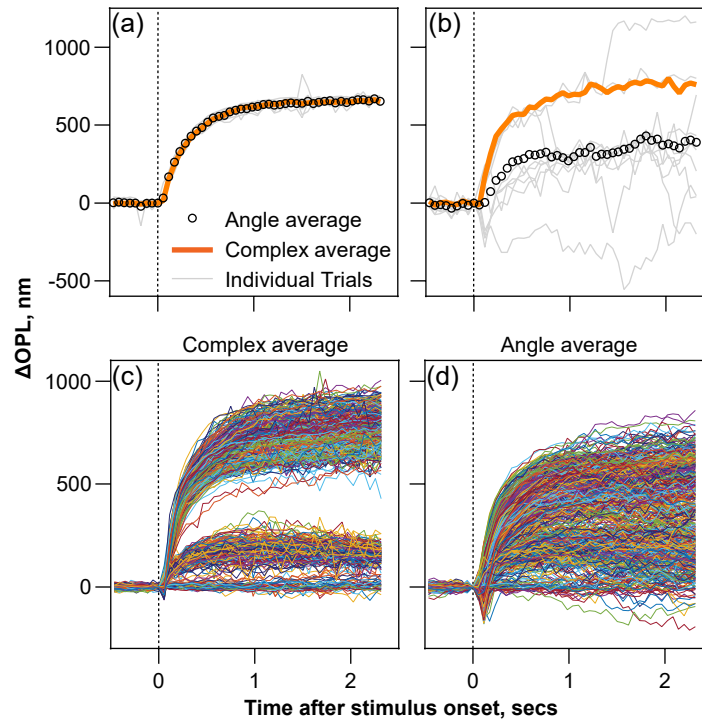 (a)
(b)
1000
500
0
-500
Angle average
Complex average
Individual Trials
ΔOPL, nm
Complex average
Angle average
(c)
(d)
1000
500
0
0
1
2
0
1
2
Time after stimulus onset, secs